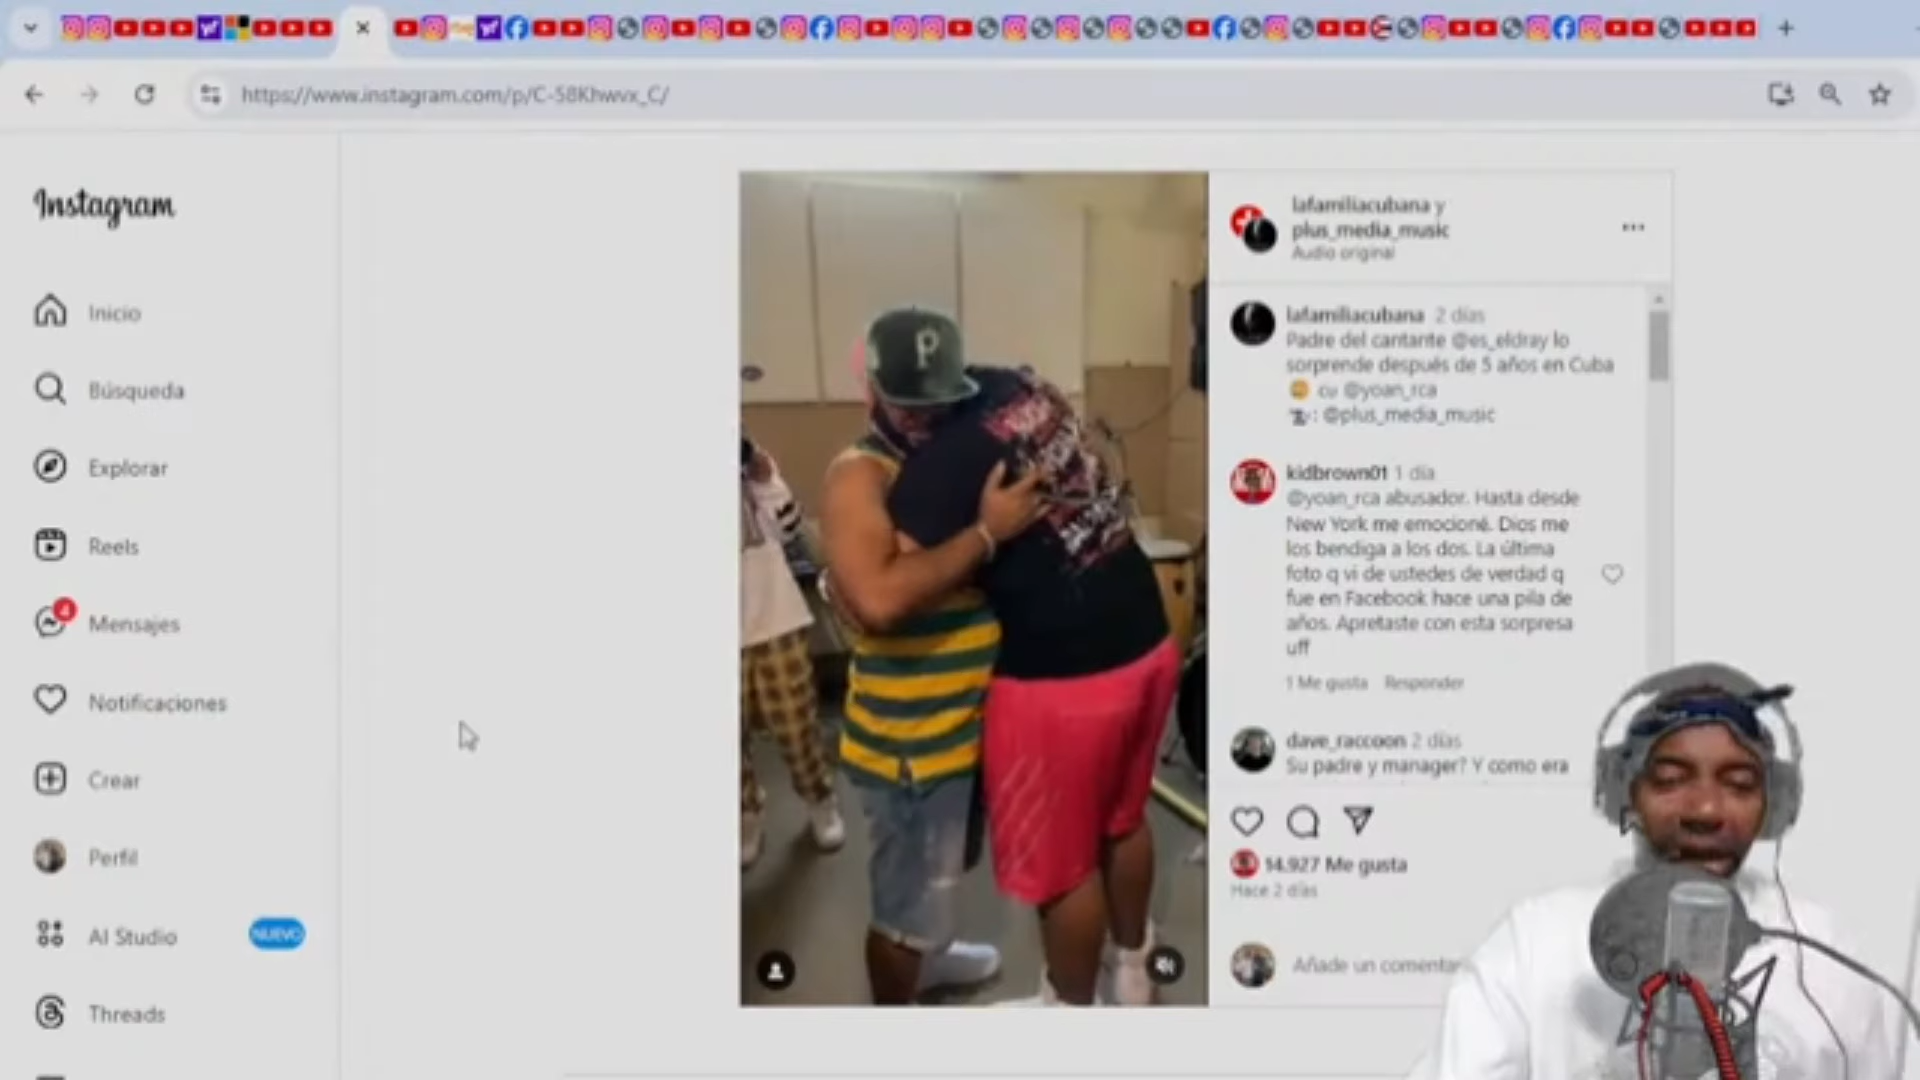 https://www.instagram.com/p/C-58Khwvx_C/
Instagram
Inicio
Búsqueda
Explorar
Reels
4
Mensajes
Notificaciones
Crear
Perfil
AI Studio
NUEVO
Threads
P
lafamiliacubana y
plus_media_music
Audio original
lafamiliacubana 2 días
Padre del cantante @es_eldray lo
sorprende después de 5 años en Cuba
cu @yoan_rca
: @plus_media_music
kidbrown01 1 día
@yoan_rca abusador. Hasta desde
New York me emocioné. Dios me
los bendiga a los dos. La última
foto q vi de ustedes de verdad q
fue en Facebook hace una pila de
años. Apretaste con esta sorpresa
uff
1 Me gusta Responder
dave_raccoon 2 días
Su padre y manager? Y como era
14.927 Me gusta
Hace 2 días
Añade un comentar